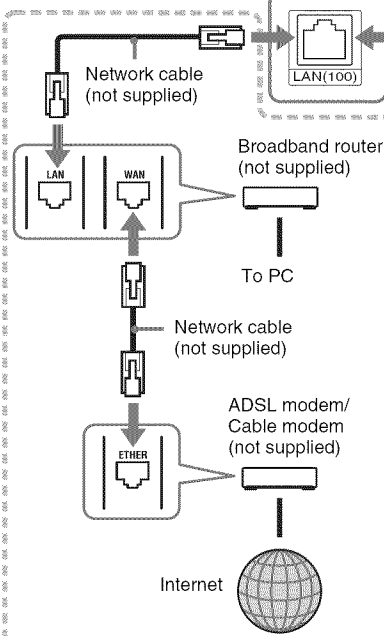 Network cable
(not supplied)
LAN(100)
Broadband router
(not supplied)
LAN
WAN
To PC
Network cable
(not supplied)
ADSL modem/
Cable modem
(not supplied)
ETHER
Internet